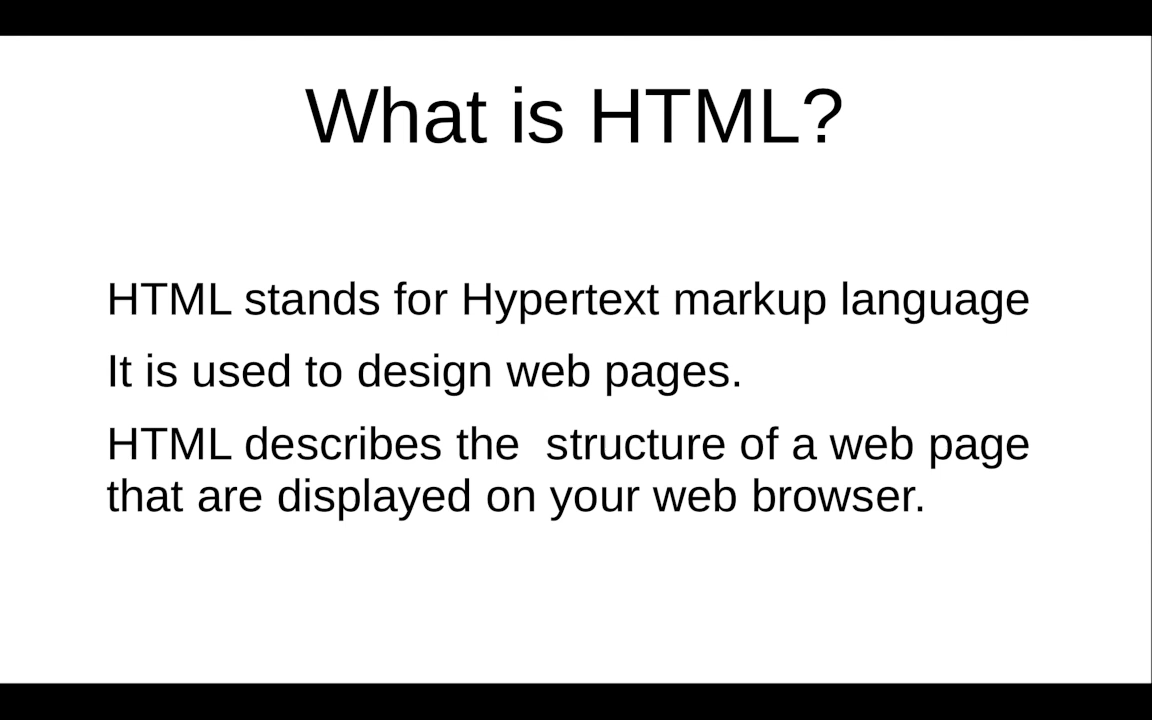 What is HTML?
HTML stands for Hypertext markup language
It is used to design web pages.
HTML describes the  structure of a web page
that are displayed on your web browser.